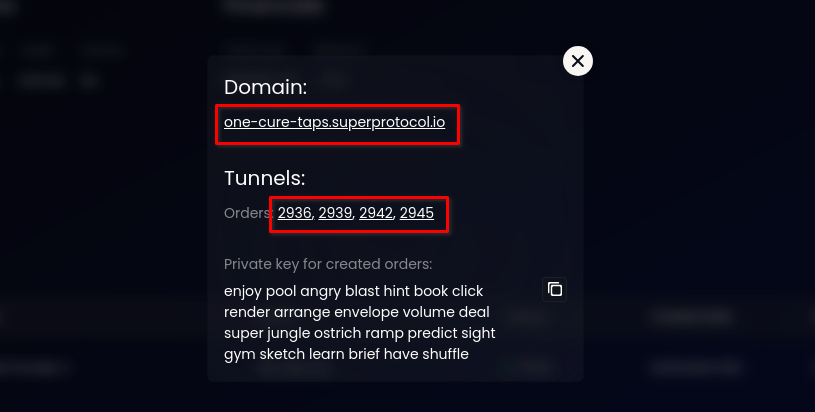 Domain:
one-cure-taps.superprotocol.io
Tunnels:
Orders: 2936, 2939, 2942, 2945
Private key for created orders:
enjoy pool angry blast hint book click
render arrange envelope volume deal
super jungle ostrich ramp predict sight
gym sketch learn brief have shuffle